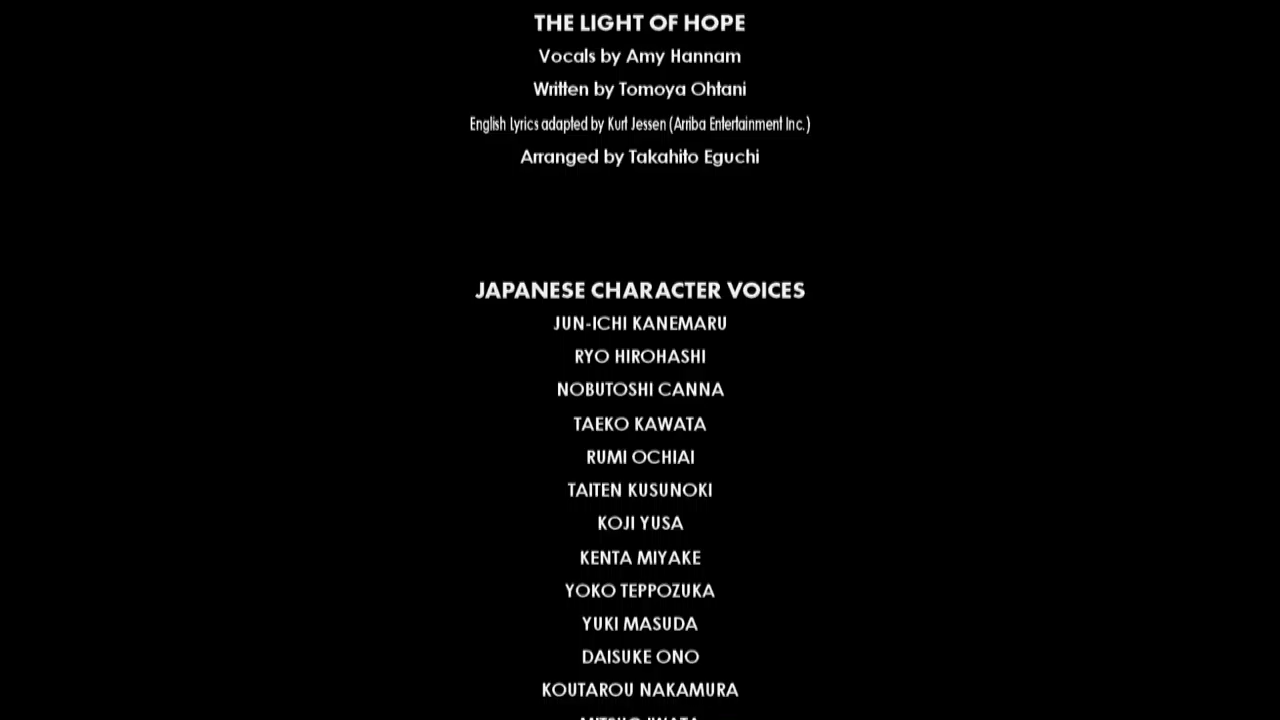 THE LIGHT OF HOPE
Vocals by Amy Hannam
Written by Tomoya Ohtani
English Lyrics adapted by Kurt Jessen (Arriba Entertainment Inc.)
Arranged by Takahito Eguchi
JAPANESE CHARACTER VOICES
JUN-ICHI KANEMARU
RYO HIROHASHI
NOBUTOSHI CANNA
TAEKO KAWATA
RUMI OCHIAI
TAITEN KUSUNOKI
KOJI YUSA
KENTA MIYAKE
YOKO TEPPOZUKA
YUKI MASUDA
DAISUKE ONO
KOUTAROU NAKAMURA